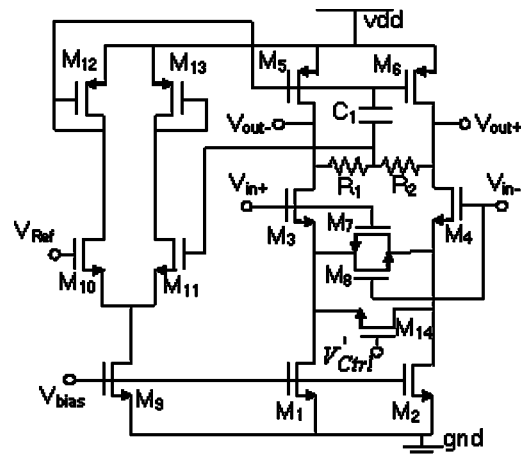 vdd
M12
M13
M5
M6
Vout-
C1
Vout+
R1
R2
Vin+
Vin-
M7
M3
M4
VRef
M8
M10
M11
M14
V'Ctrl
Vbias
M9
M1
M2
gnd